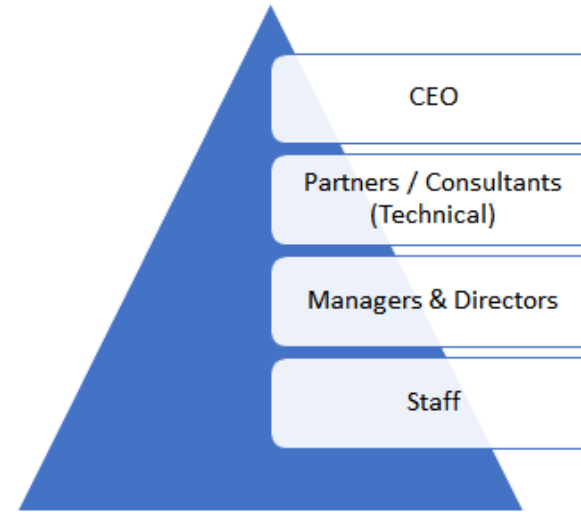 CEO
Partners / Consultants
(Technical)
Managers & Directors
Staff